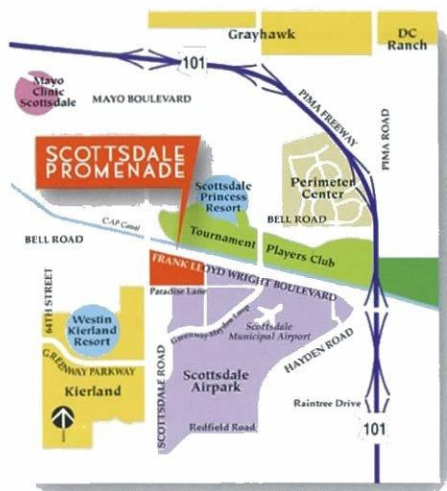 Grayhawk
DC
Ranch
101
Mayo
Clinic
Scottsdale
MAYO BOULEVARD
PIMA FREEWAY
PIMA ROAD
SCOTTSDALE
PROMENADE
Scottsdale
Princess
Resort
Perimeter
Center
BELL ROAD
CAP Canal
BELL ROAD
Tournament
Players Club
FRANK LLOYD WRIGHT BOULEVARD
64TH STREET
Paradise Lane
Greenway Hayden Loop
Scottsdale
Municipal Airport
Westin
Kierland
Resort
GREENWAY PARKWAY
Kierland
SCOTTSDALE ROAD
Scottsdale
Airpark
HAYDEN ROAD
Raintree Drive
Redfield Road
101